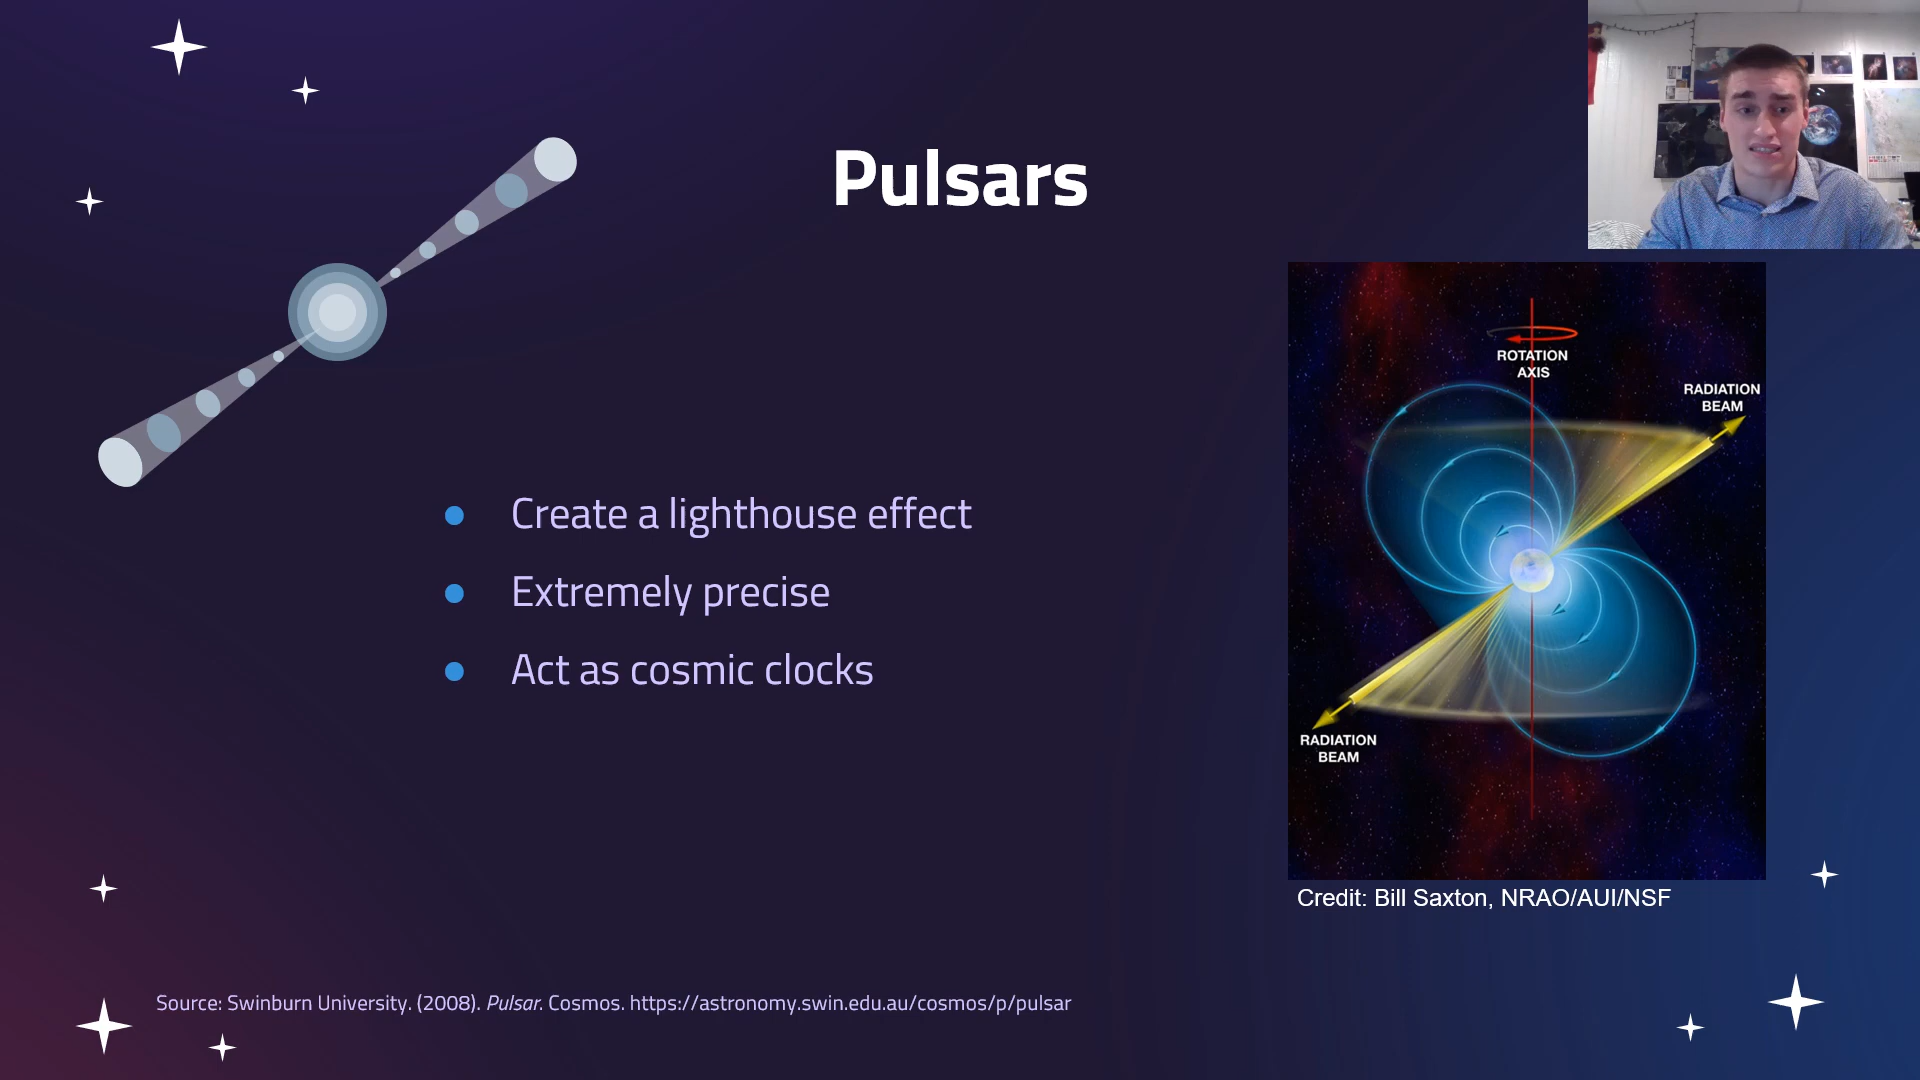 Pulsars
Create a lighthouse effect
Extremely precise
Act as cosmic clocks
ROTATION
AXIS
RADIATION
BEAM
RADIATION
BEAM
Credit: Bill Saxton, NRAO/AUI/NSF
Source: Swinburn University. (2008). Pulsar. Cosmos. https://astronomy.swin.edu.au/cosmos/p/pulsar